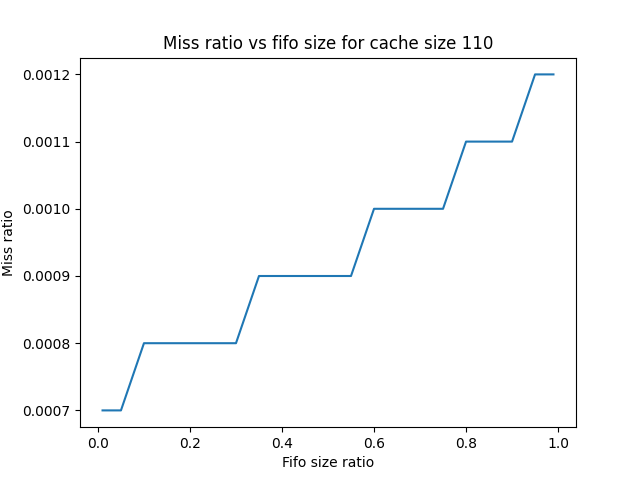 Miss ratio vs fifo size for cache size 110
0.0012
0.0011
0.0010
0.0009
0.0008
0.0007
Miss ratio
0.0 0.2 0.4 0.6 0.8 1.0
Fifo size ratio